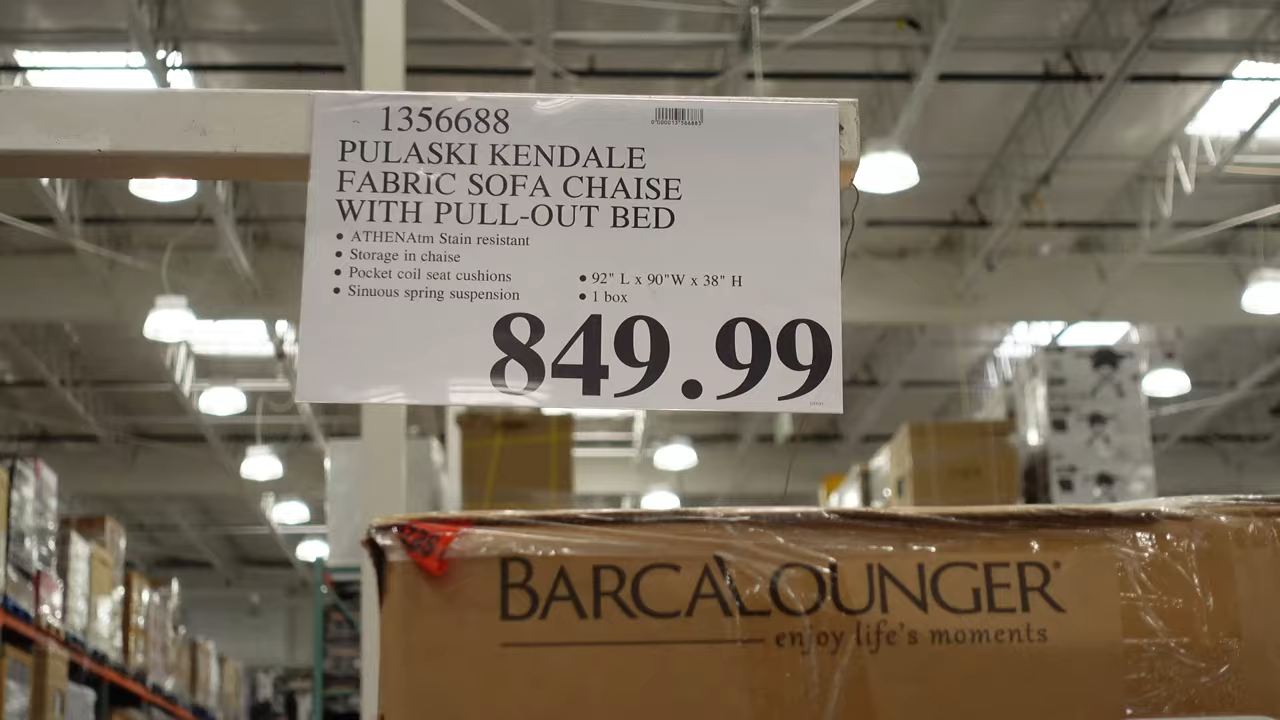 1356688
PULASKI KENDALE
FABRIC SOFA CHAISE
WITH PULL-OUT BED
• ATHENAtm Stain resistant
• Storage in chaise
• Pocket coil seat cushions
• Sinuous spring suspension
• 92" L x 90"W x 38" H
• 1 box
849.99
BARCALOUNGER®
enjoy life's moments